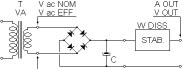 T
VA
V ac NOM
V ac EFF.
A OUT
V OUT
W DISS
STAB.
C